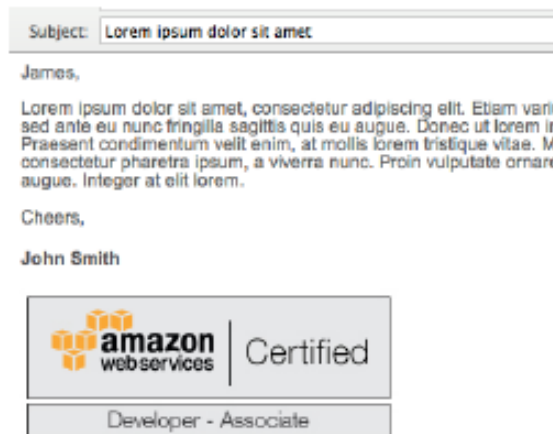 Subject: Lorem ipsum dolor sit amet
James,
Lorem ipsum dolor sit amet, consectetur adipiscing elit. Etiam vari
sed ante eu nunc fringilla sagittis quis eu augue. Donec ut lorem i
Praesent condimentum velit enim, at mollis lorem tristique vitae. M
consectetur pharetra ipsum, a viverra nunc. Proin vulputate ornare
augue. Integer at elit lorem.
Cheers,
John Smith
amazon
webservices
Certified
Developer - Associate